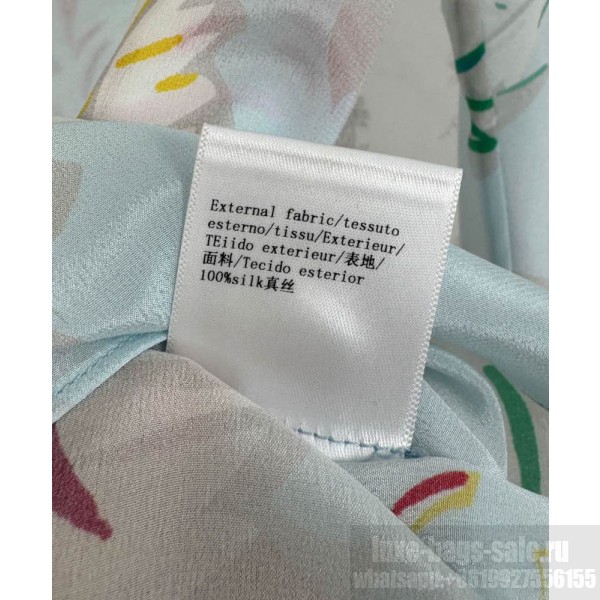 External fabric/tessuto
esterno/tissu/Exterieur/
TEiido exterieur/表地/
面料/Tecido esterior
100%silk真丝
luxe-bags-sale.ru
whatsapp:+8619927556155